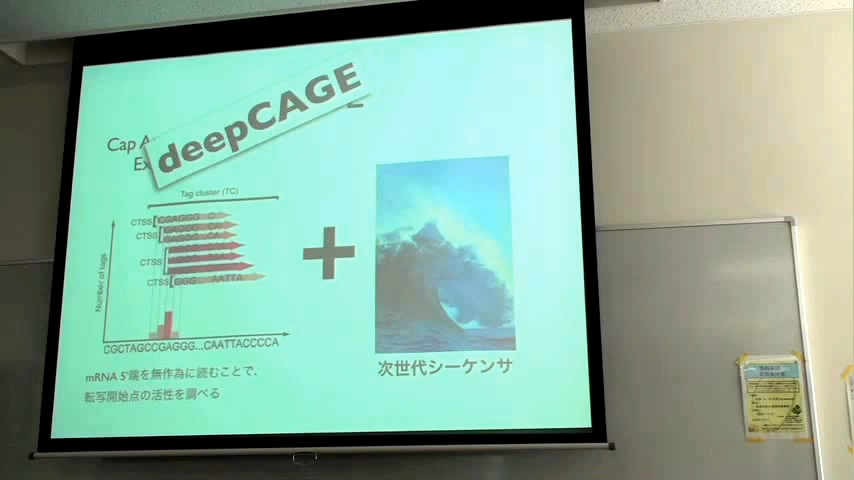 deepCAGE
Cap A
Ex
Tag cluster (TC)
CTSS
CGAGGG
CTSS
CTSS
CTSS
GGG AATTA
Number of tags
CGCTAGCCGAGGG...CAATTACCCCA
mRNA 5'端を無作為に読むことで、
転写開始点の活性を調べる
+
次世代シーケンサ